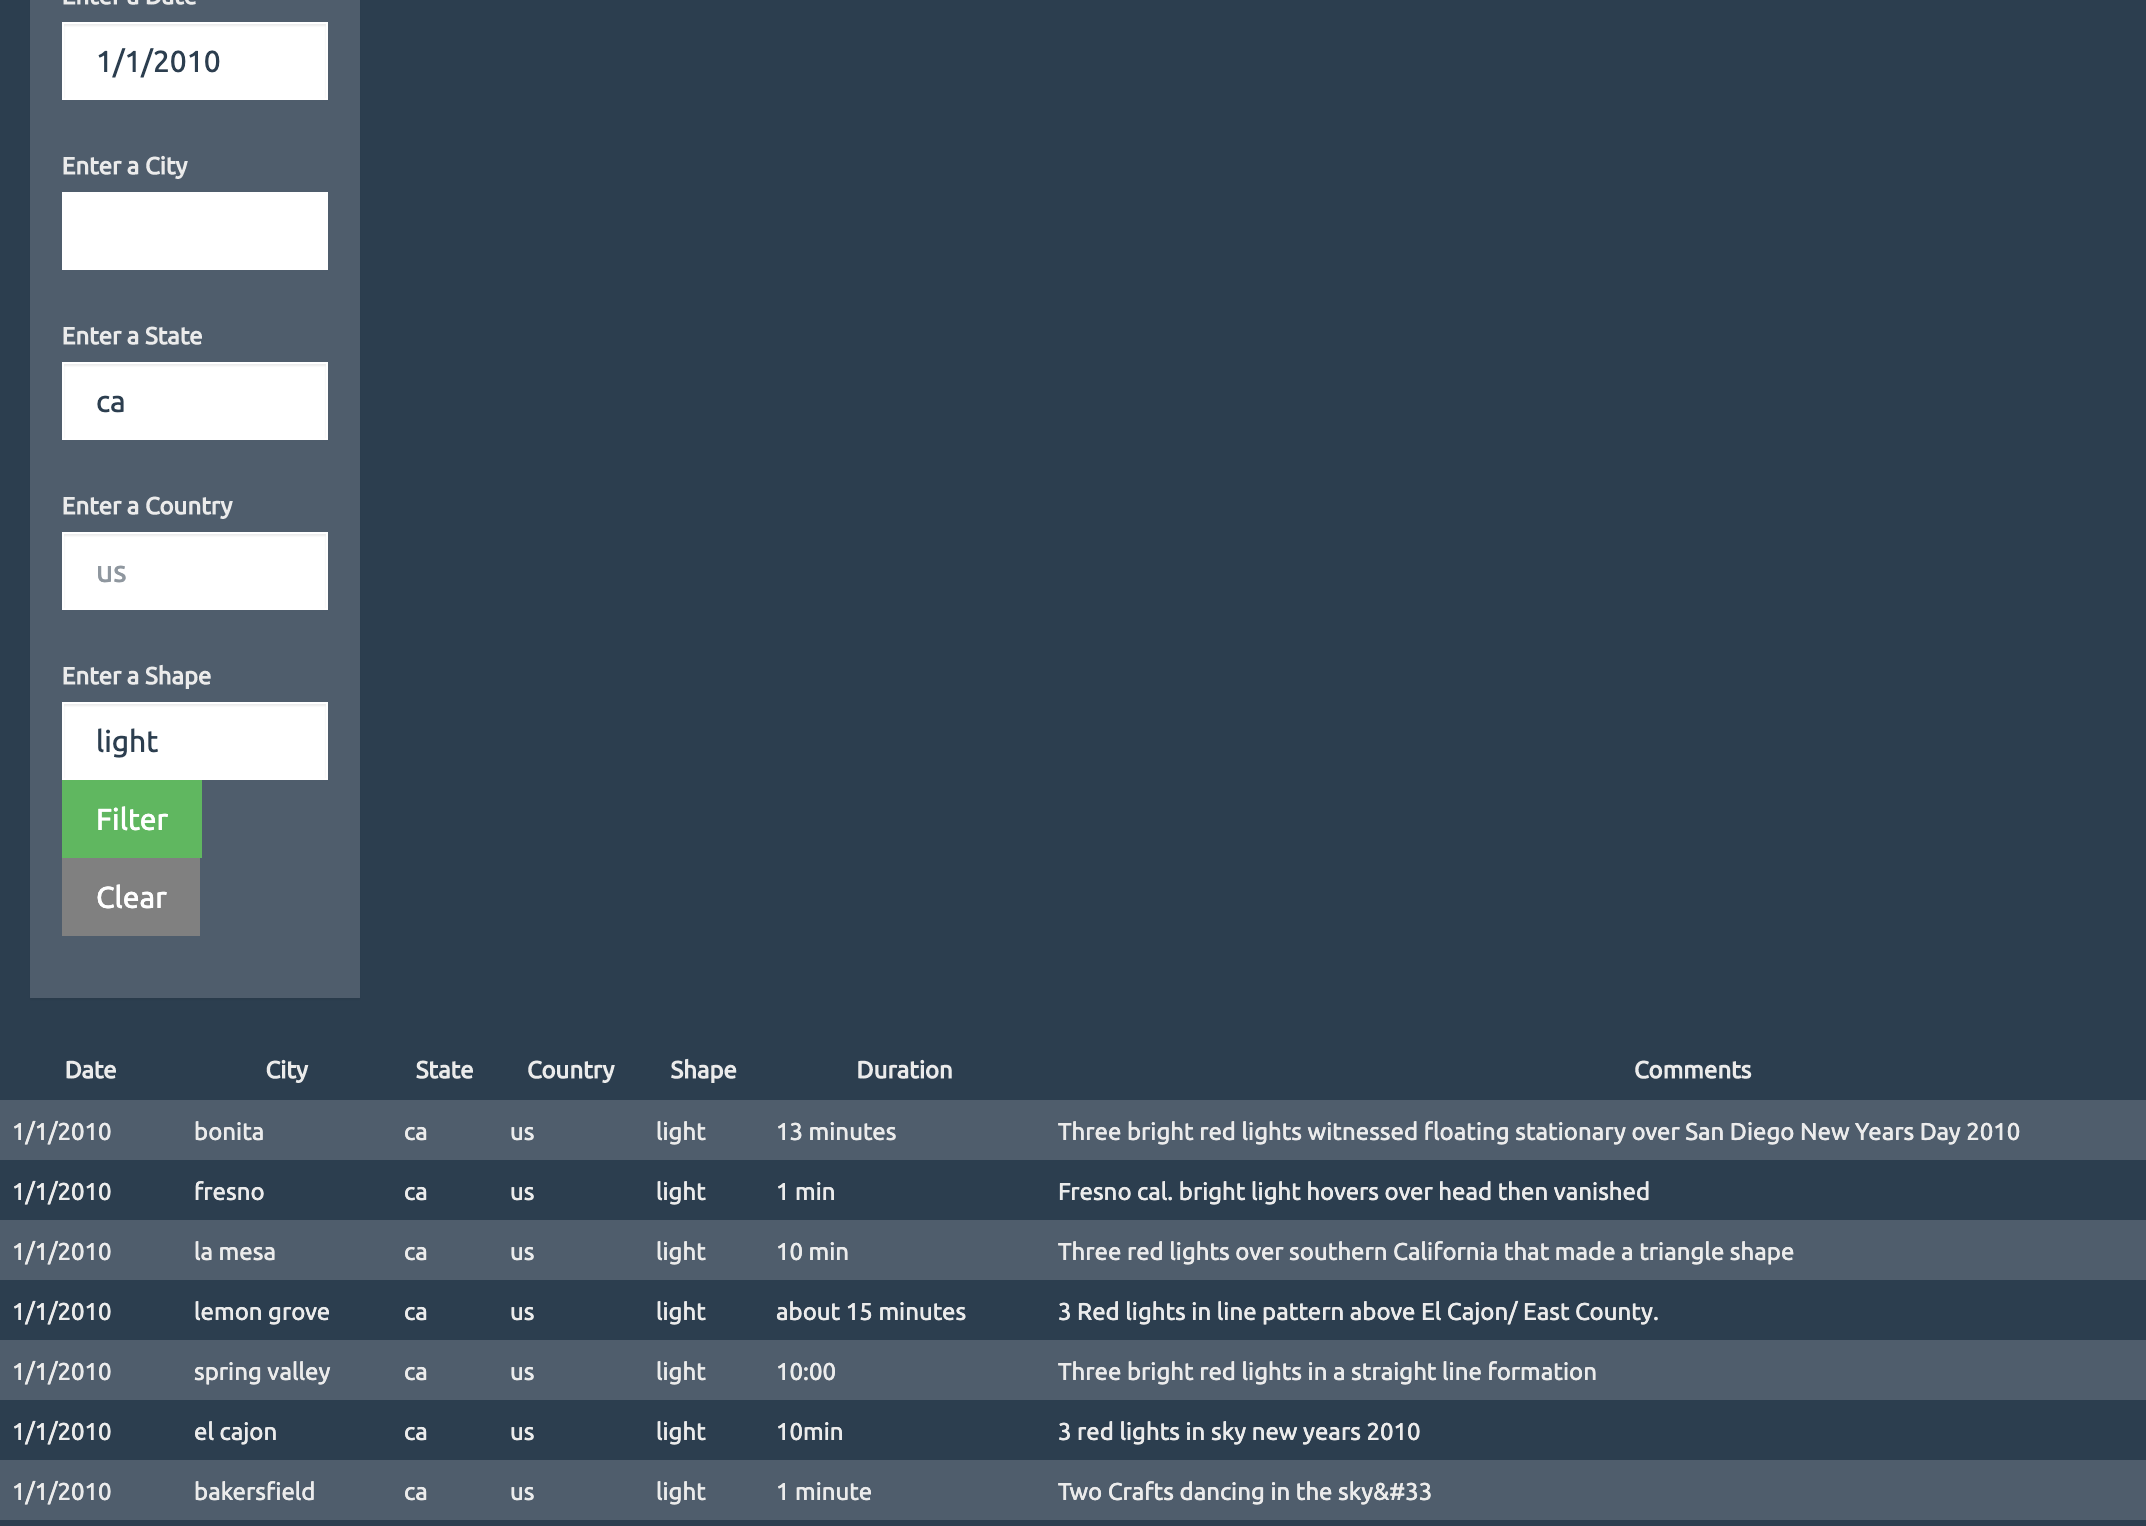 Enter a Date
1/1/2010
Enter a City
Enter a State
ca
Enter a Country
us
Enter a Shape
light
Filter
Clear
Date City State Country Shape Duration Comments
1/1/2010 bonita ca us light 13 minutes Three bright red lights witnessed floating stationary over San Diego New Years Day 2010
1/1/2010 fresno ca us light 1 min Fresno cal. bright light hovers over head then vanished
1/1/2010 la mesa ca us light 10 min Three red lights over southern California that made a triangle shape
1/1/2010 lemon grove ca us light about 15 minutes 3 Red lights in line pattern above El Cajon/ East County.
1/1/2010 spring valley ca us light 10:00 Three bright red lights in a straight line formation
1/1/2010 el cajon ca us light 10min 3 red lights in sky new years 2010
1/1/2010 bakersfield ca us light 1 minute Two Crafts dancing in the sky&#33